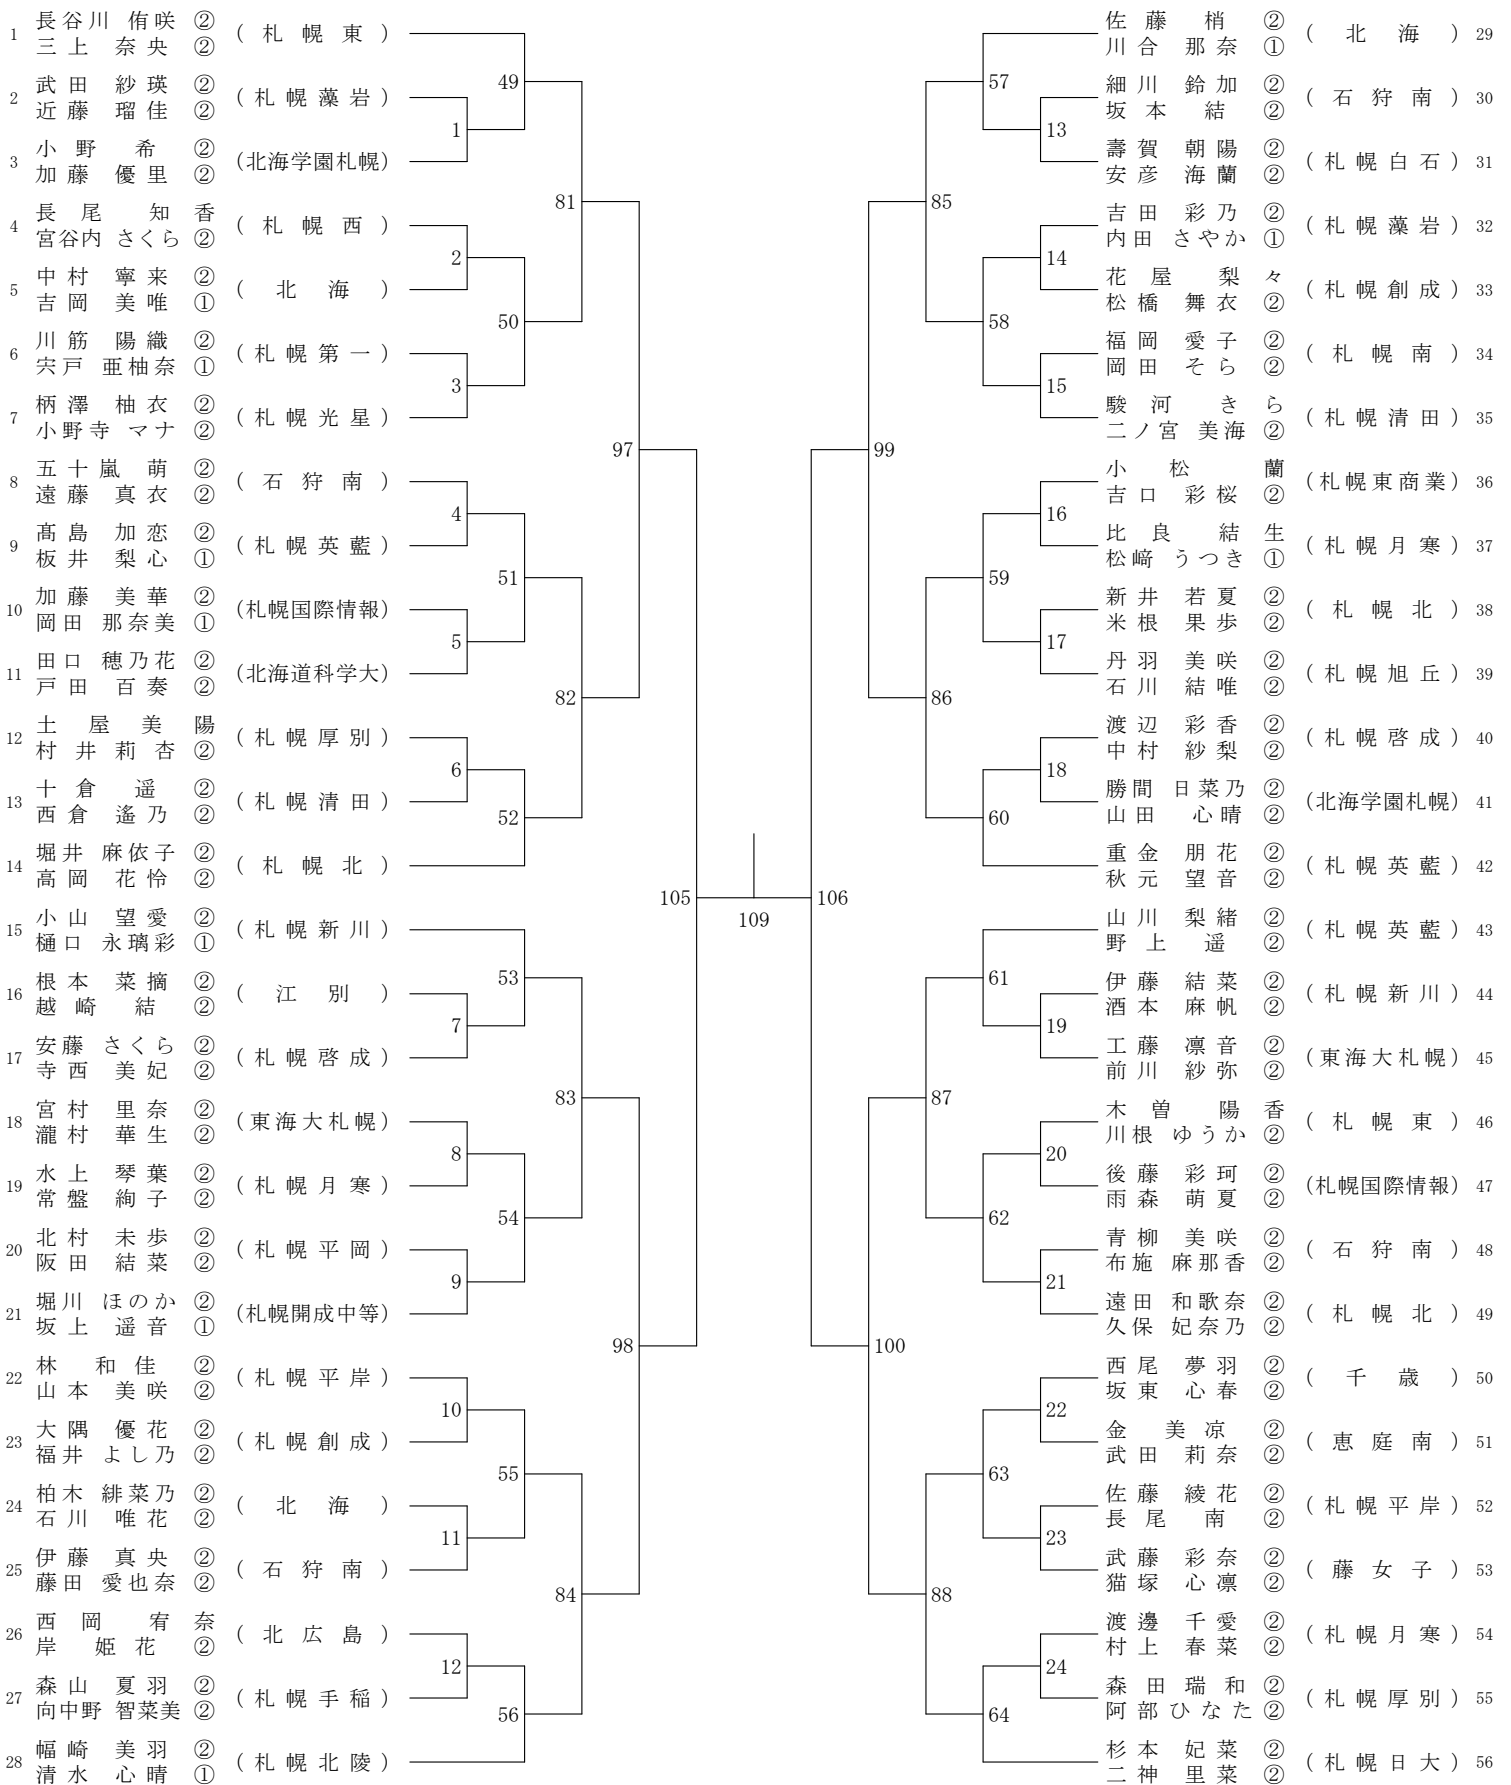 1 長谷川 侑咲 ②
三上 奈央 ② (札幌東)
2 武田 紗瑛 ②
近藤 瑠佳 ② (札幌藻岩)
3 小野 希 ②
加藤 優里 ② (北海学園札幌)
4 長尾 知香
宮谷内 さくら ② (札幌西)
5 中村 寧来 ②
吉岡 美唯 ① (北海)
6 川筋 陽織 ②
宍戸 亜柚奈 ① (札幌第一)
7 柄澤 柚衣 ②
小野寺 マナ ② (札幌光星)
8 五十嵐 萌 ②
遠藤 真衣 ② (石狩南)
9 髙島 加恋 ②
板井 梨心 ① (札幌英藍)
10 加藤 美華 ②
岡田 那奈美 ① (札幌国際情報)
11 田口 穂乃花 ②
戸田 百奏 ② (北海道科学大)
12 土屋 美陽
村井 莉杏 ② (札幌厚別)
13 十倉 遥 ②
西倉 遙乃 ② (札幌清田)
14 堀井 麻依子 ②
高岡 花怜 ② (札幌北)
15 小山 望愛 ②
樋口 永璃彩 ① (札幌新川)
16 根本 菜摘 ②
越崎 結 ② (江別)
17 安藤 さくら ②
寺西 美妃 ② (札幌啓成)
18 宮村 里奈 ②
瀧村 華生 ② (東海大札幌)
19 水上 琴葉 ②
常盤 絢子 ② (札幌月寒)
20 北村 未歩 ②
阪田 結菜 ② (札幌平岡)
21 堀川 ほのか ②
坂上 遥音 ① (札幌開成中等)
22 林 和佳 ②
山本 美咲 ② (札幌平岸)
23 大隅 優花 ②
福井 よし乃 ② (札幌創成)
24 柏木 緋菜乃 ②
石川 唯花 ② (北海)
25 伊藤 真央 ②
藤田 愛也奈 ② (石狩南)
26 西岡 宥奈
岸 姫花 ② (北広島)
27 森山 夏羽 ②
向中野 智菜美 ② (札幌手稲)
28 幅崎 美羽 ②
清水 心晴 ① (札幌北陵)
49
1
81
2
50
3
97
4
51
5
82
6
52
105
53
7
83
8
54
9
98
10
55
11
84
12
56
109
106
57
13
85
14
58
15
99
16
59
17
86
18
60
61
19
87
20
62
21
100
22
63
23
88
24
64
佐藤 梢 ②
川合 那奈 ① (北海) 29
細川 鈴加 ②
坂本 結 ② (石狩南) 30
壽賀 朝陽 ②
安彦 海蘭 ② (札幌白石) 31
吉田 彩乃 ②
内田 さやか ① (札幌藻岩) 32
花屋 梨々
松橋 舞衣 ② (札幌創成) 33
福岡 愛子 ②
岡田 そら ② (札幌南) 34
駿河 きら
二ノ宮 美海 ② (札幌清田) 35
小松 蘭
吉口 彩桜 ② (札幌東商業) 36
比良 結生
松﨑 うつき ① (札幌月寒) 37
新井 若夏 ②
米根 果歩 ② (札幌北) 38
丹羽 美咲 ②
石川 結唯 ② (札幌旭丘) 39
渡辺 彩香 ②
中村 紗梨 ② (札幌啓成) 40
勝間 日菜乃 ②
山田 心晴 ② (北海学園札幌) 41
重金 朋花 ②
秋元 望音 ② (札幌英藍) 42
山川 梨緒 ②
野上 遥 ② (札幌英藍) 43
伊藤 結菜 ②
酒本 麻帆 ② (札幌新川) 44
工藤 凛音 ②
前川 紗弥 ② (東海大札幌) 45
木曽 陽香
川根 ゆうか ② (札幌東) 46
後藤 彩珂 ②
雨森 萌夏 ② (札幌国際情報) 47
青柳 美咲 ②
布施 麻那香 ② (石狩南) 48
遠田 和歌奈 ②
久保 妃奈乃 ② (札幌北) 49
西尾 夢羽 ②
坂東 心春 ② (千歳) 50
金 美凉 ②
武田 莉奈 ② (恵庭南) 51
佐藤 綾花 ②
長尾 南 ② (札幌平岸) 52
武藤 彩奈 ②
猫塚 心凛 ② (藤女子) 53
渡邊 千愛 ②
村上 春菜 ② (札幌月寒) 54
森田 瑞和 ②
阿部 ひなた ② (札幌厚別) 55
杉本 妃菜 ②
二神 里菜 ② (札幌日大) 56